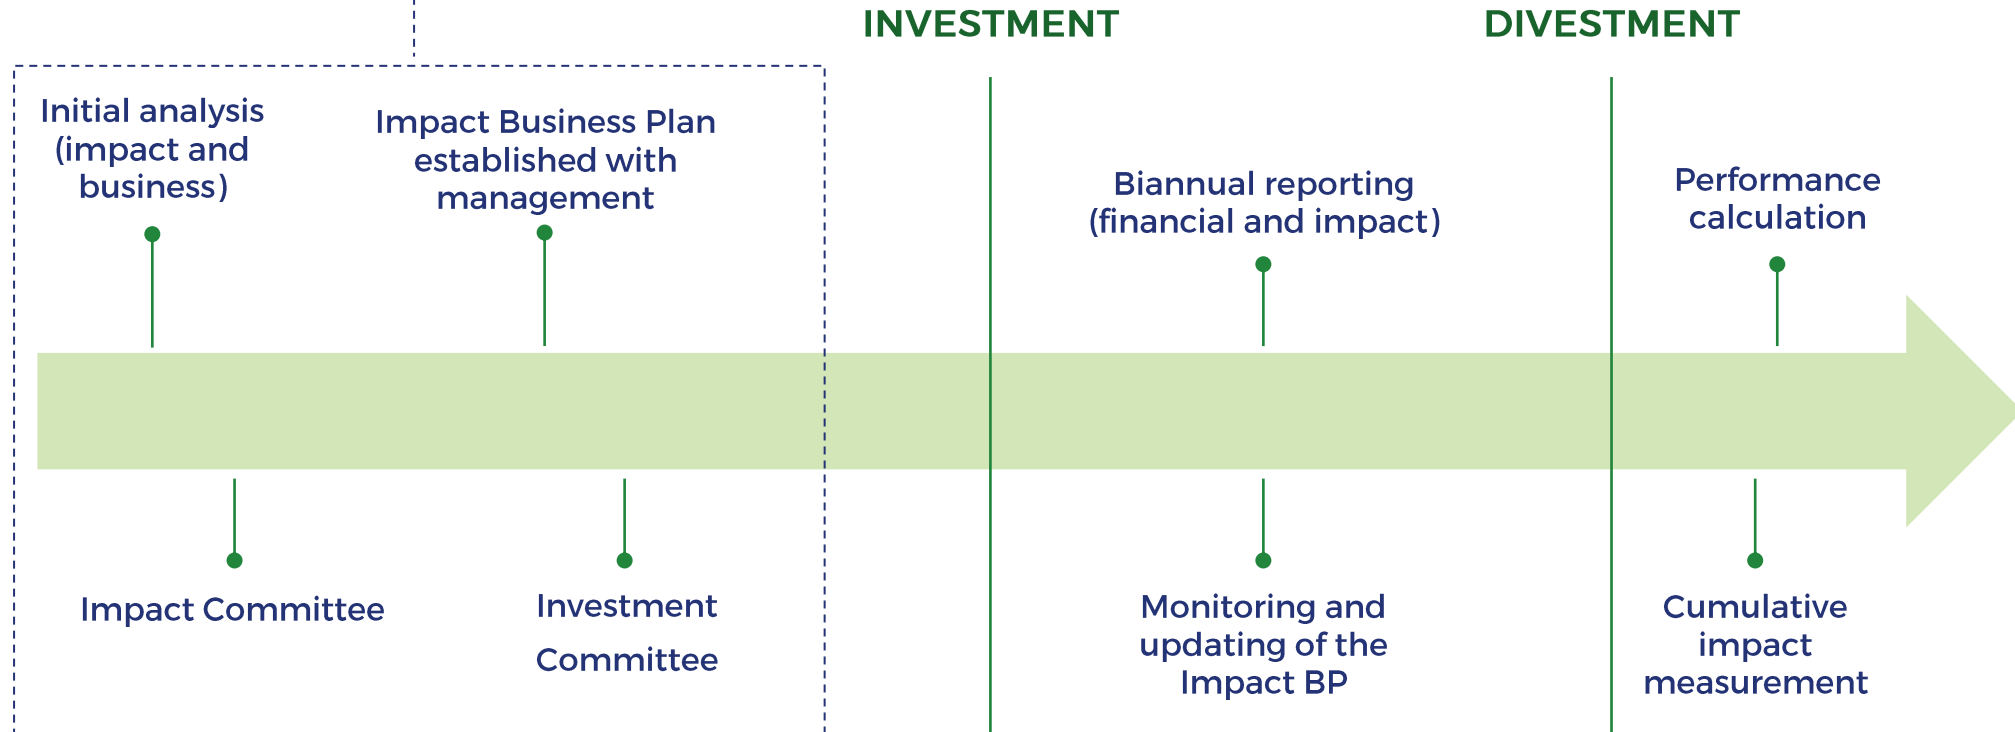 INVESTMENT
DIVESTMENT
Initial analysis
(impact and
business)
Impact Business Plan
established with
management
Biannual reporting
(financial and impact)
Performance
calculation
Impact Committee
Investment
Committee
Monitoring and
updating of the
Impact BP
Cumulative
impact
measurement